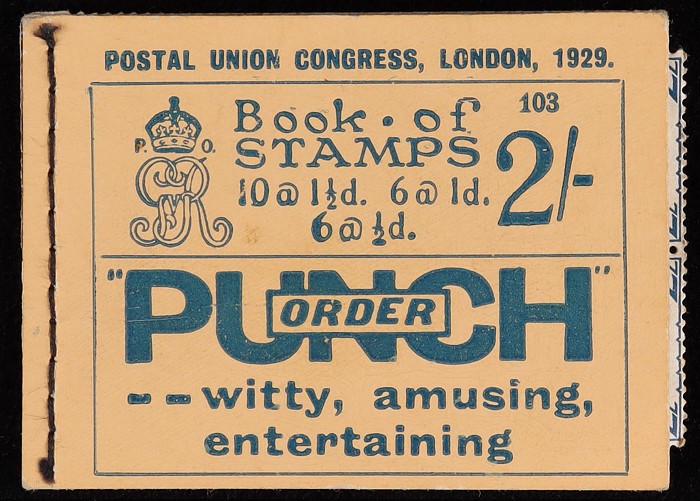 POSTAL UNION CONGRESS, LONDON, 1929.
P. O.
Book · of
STAMPS
103
10 @ 1½d. 6 @ 1d.
6 @ ½d.
2/-
"PUNCH"
ORDER
-- witty, amusing,
entertaining